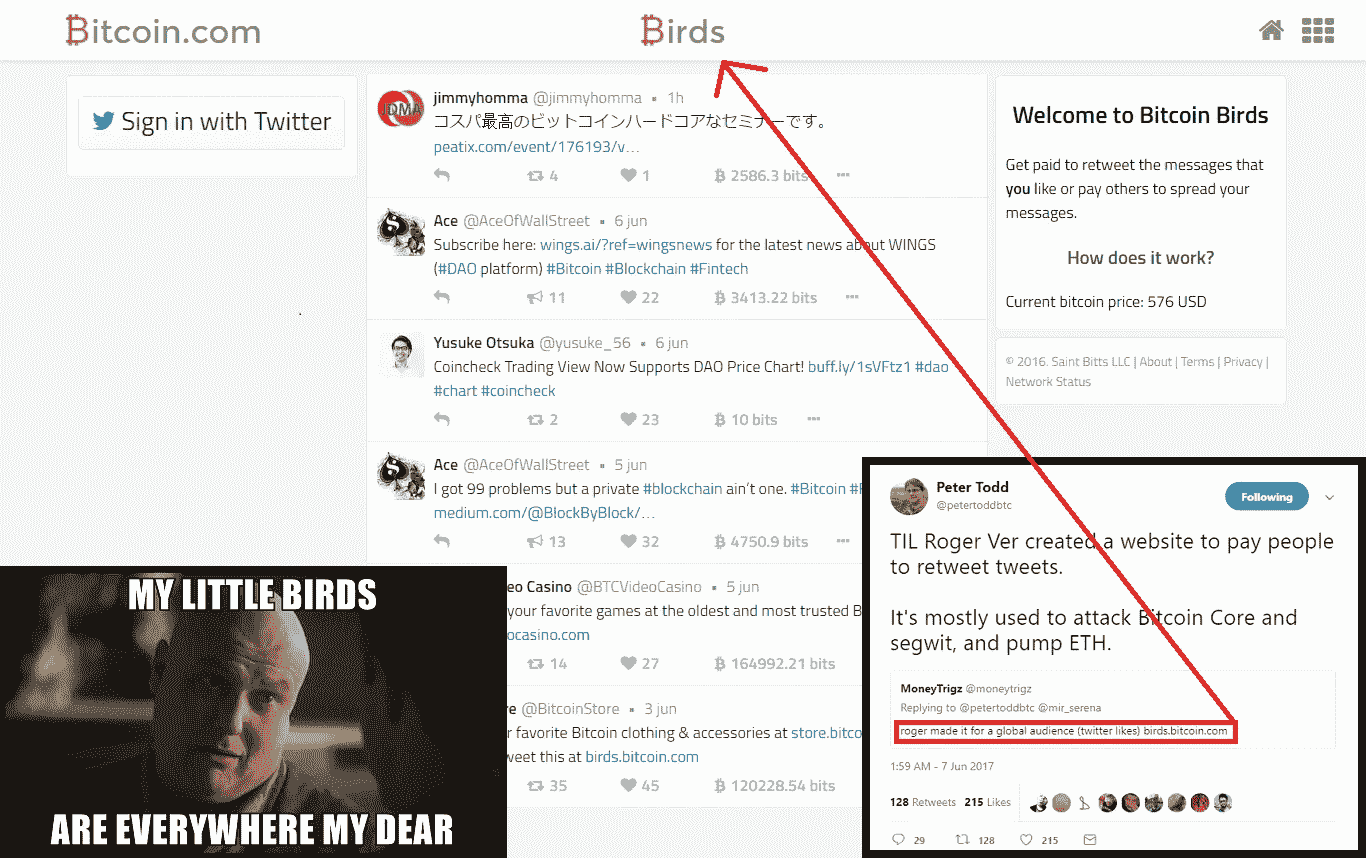 Bitcoin.com
Birds
Sign in with Twitter
jimmyhomma @jimmyhomma ▪ 1h
コスパ最高のビットコインハードコアなセミナーです。
peatix.com/event/176193/v…
4 1 2586.3 bits
Ace @AceOfWallStreet ▪ 6 jun
Subscribe here: wings.ai/?ref=wingsnews for the latest news about WINGS
(#DAO platform) #Bitcoin #Blockchain #Fintech
11 22 3413.22 bits
Yusuke Otsuka @yusuke_56 ▪ 6 jun
Coincheck Trading View Now Supports DAO Price Chart! buff.ly/1sVFtz1 #dao
#chart #coincheck
2 23 10 bits
Ace @AceOfWallStreet ▪ 5 jun
I got 99 problems but a private #blockchain ain't one. #Bitcoin
medium.com/@BlockByBlock/…
13 32 4750.9 bits
eo Casino @BTCVideoCasino ▪ 5 jun
your favorite games at the oldest and most trusted B
ocasino.com
14 27 164992.21 bits
re @BitcoinStore ▪ 3 jun
r favorite Bitcoin clothing & accessories at store.bitco
weet this at birds.bitcoin.com
35 45 120228.54 bits
Welcome to Bitcoin Birds
Get paid to retweet the messages that
you like or pay others to spread your
messages.
How does it work?
Current bitcoin price: 576 USD
© 2016. Saint Bitts LLC | About | Terms | Privacy |
Network Status
MY LITTLE BIRDS
ARE EVERYWHERE MY DEAR
Peter Todd
@petertoddbtc
Following
TIL Roger Ver created a website to pay people
to retweet tweets.
It's mostly used to attack Bitcoin Core and
segwit, and pump ETH.
MoneyTrigz @moneytrigz
Replying to @petertoddbtc @mir_serena
roger made it for a global audience (twitter likes) birds.bitcoin.com
1:59 AM - 7 Jun 2017
128 Retweets 215 Likes
29 128 215